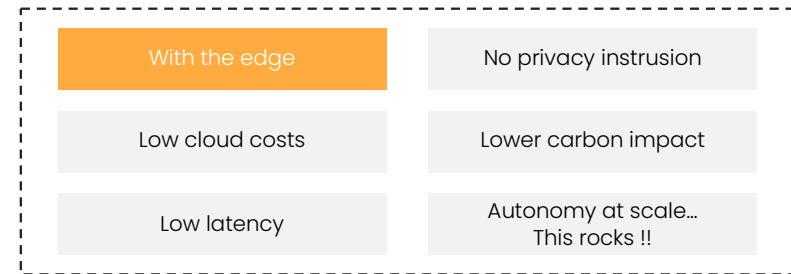 With the edge
No privacy instrusion
Low cloud costs
Lower carbon impact
Low latency
Autonomy at scale...
This rocks !!